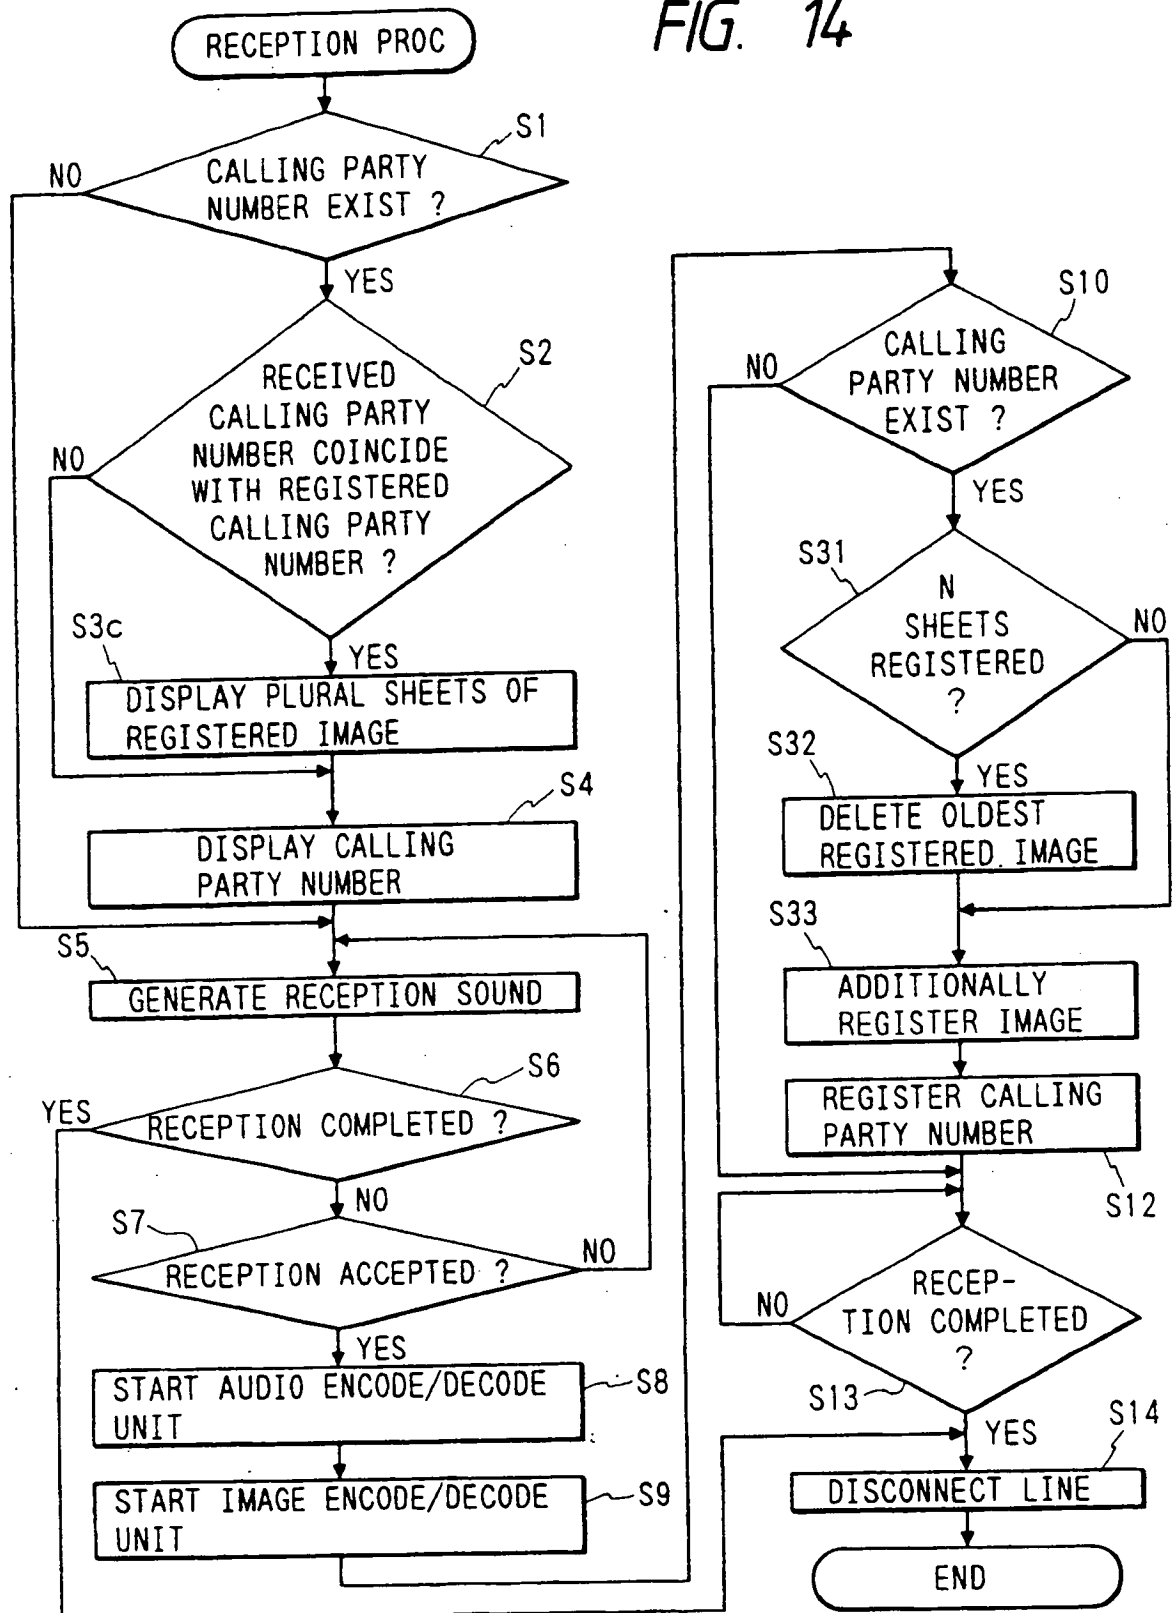 FIG. 14
RECEPTION PROC
S1
NO
CALLING PARTY
NUMBER EXIST ?
YES
S2
NO
RECEIVED
CALLING PARTY
NUMBER COINCIDE
WITH REGISTERED
CALLING PARTY
NUMBER ?
S3c
YES
DISPLAY PLURAL SHEETS OF
REGISTERED IMAGE
S4
DISPLAY CALLING
PARTY NUMBER
S5
GENERATE RECEPTION SOUND
S6
YES
RECEPTION COMPLETED ?
NO
S7
NO
RECEPTION ACCEPTED ?
YES
START AUDIO ENCODE/DECODE
UNIT
S8
START IMAGE ENCODE/DECODE
UNIT
S9
S10
NO
CALLING
PARTY NUMBER
EXIST ?
YES
S31
N
SHEETS
REGISTERED
?
NO
S32
YES
DELETE OLDEST
REGISTERED IMAGE
S33
ADDITIONALLY
REGISTER IMAGE
REGISTER CALLING
PARTY NUMBER
S12
NO
RECEP-
TION COMPLETED
?
S13
YES
S14
DISCONNECT LINE
END